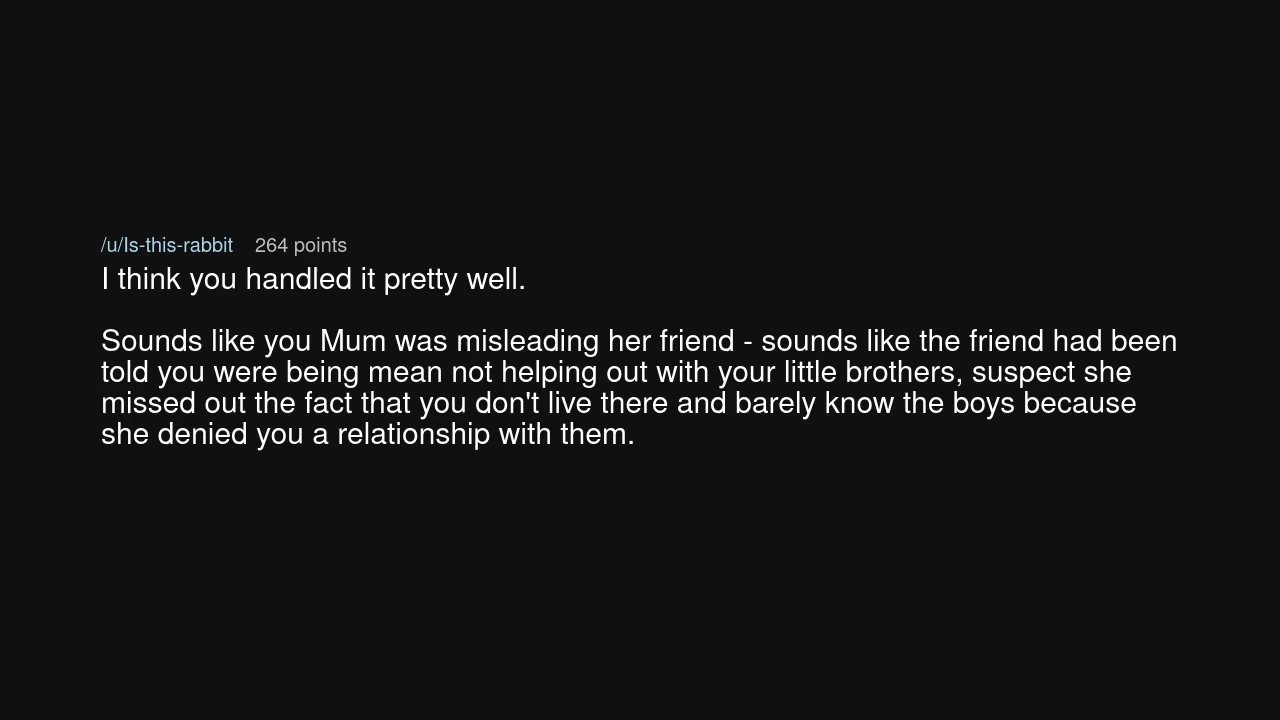 /u/Is-this-rabbit 264 points
I think you handled it pretty well.
Sounds like you Mum was misleading her friend - sounds like the friend had been
told you were being mean not helping out with your little brothers, suspect she
missed out the fact that you don't live there and barely know the boys because
she denied you a relationship with them.